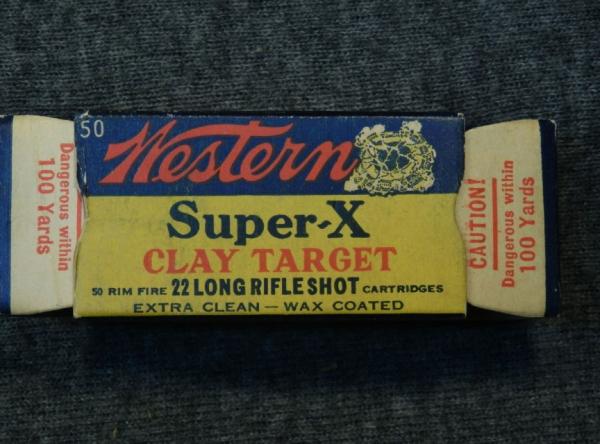 50
Western
Super-X
CLAY TARGET
50 RIM FIRE 22 LONG RIFLE SHOT CARTRIDGES
EXTRA CLEAN — WAX COATED
Dangerous within
100 Yards
CAUTION!
Dangerous within
100 Yards